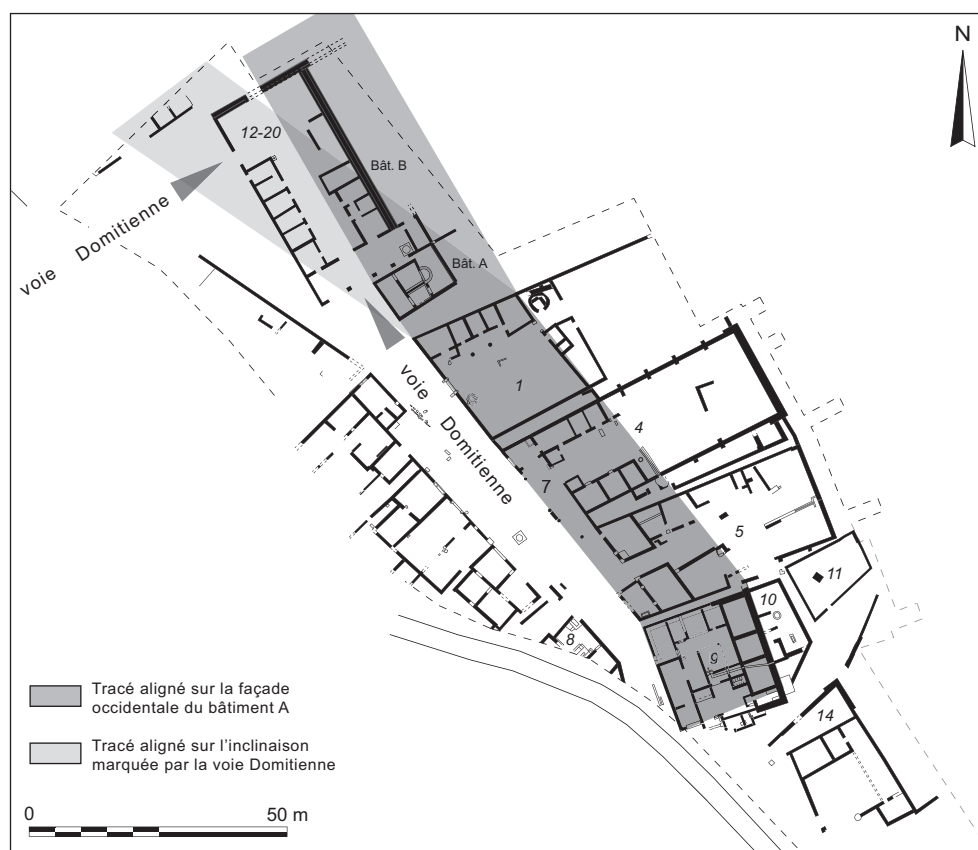 N
12-20
Bât. B
voie Domitienne
Bât. A
1
voie Domitienne
4
7
5
11
10
8
9
14
Tracé aligné sur la façade
occidentale du bâtiment A
Tracé aligné sur l'inclinaison
marquée par la voie Domitienne
0
50 m